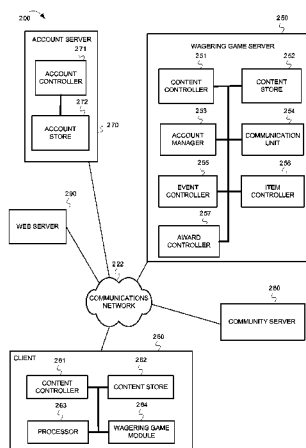 200
ACCOUNT SERVER
271
ACCOUNT CONTROLLER
272
ACCOUNT STORE
270
250
WAGERING GAME SERVER
251
CONTENT CONTROLLER
252
CONTENT STORE
253
ACCOUNT MANAGER
254
COMMUNICATION UNIT
255
EVENT CONTROLLER
256
ITEM CONTROLLER
257
AWARD CONTROLLER
290
WEB SERVER
222
COMMUNICATIONS NETWORK
280
COMMUNITY SERVER
260
CLIENT
261
CONTENT CONTROLLER
262
CONTENT STORE
263
PROCESSOR
264
WAGERING GAME MODULE